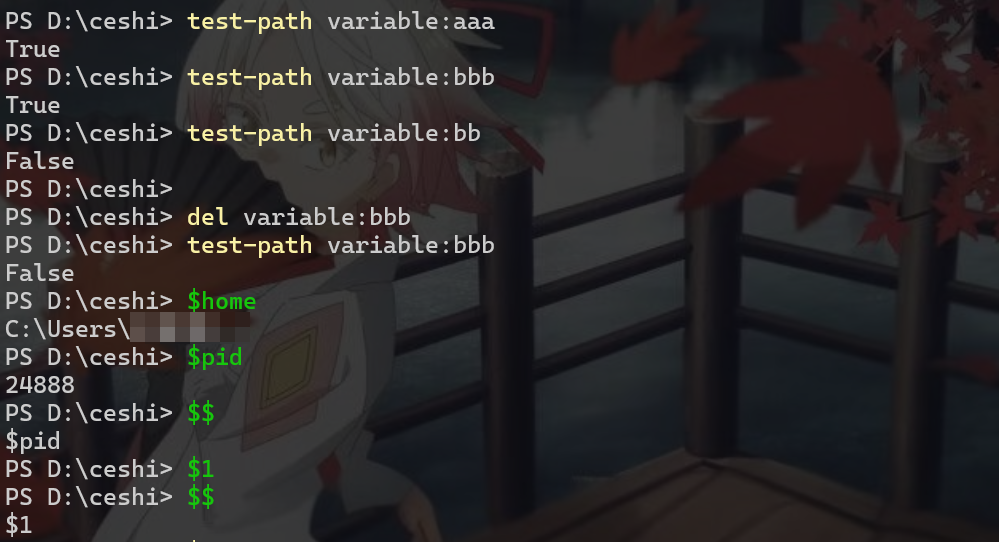 PS D:\ceshi> test-path variable:aaa
True
PS D:\ceshi> test-path variable:bbb
True
PS D:\ceshi> test-path variable:bb
False
PS D:\ceshi>
PS D:\ceshi> del variable:bbb
PS D:\ceshi> test-path variable:bbb
False
PS D:\ceshi> $home
C:\Users\
PS D:\ceshi> $pid
24888
PS D:\ceshi> $$
$pid
PS D:\ceshi> $1
PS D:\ceshi> $$
$1